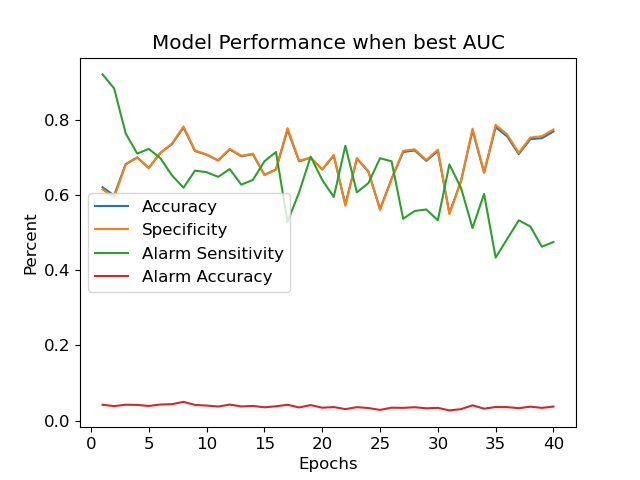 Model Performance when best AUC
Percent
0.8
0.6
0.4
0.2
0.0
Accuracy
Specificity
Alarm Sensitivity
Alarm Accuracy
0 5 10 15 20 25 30 35 40
Epochs